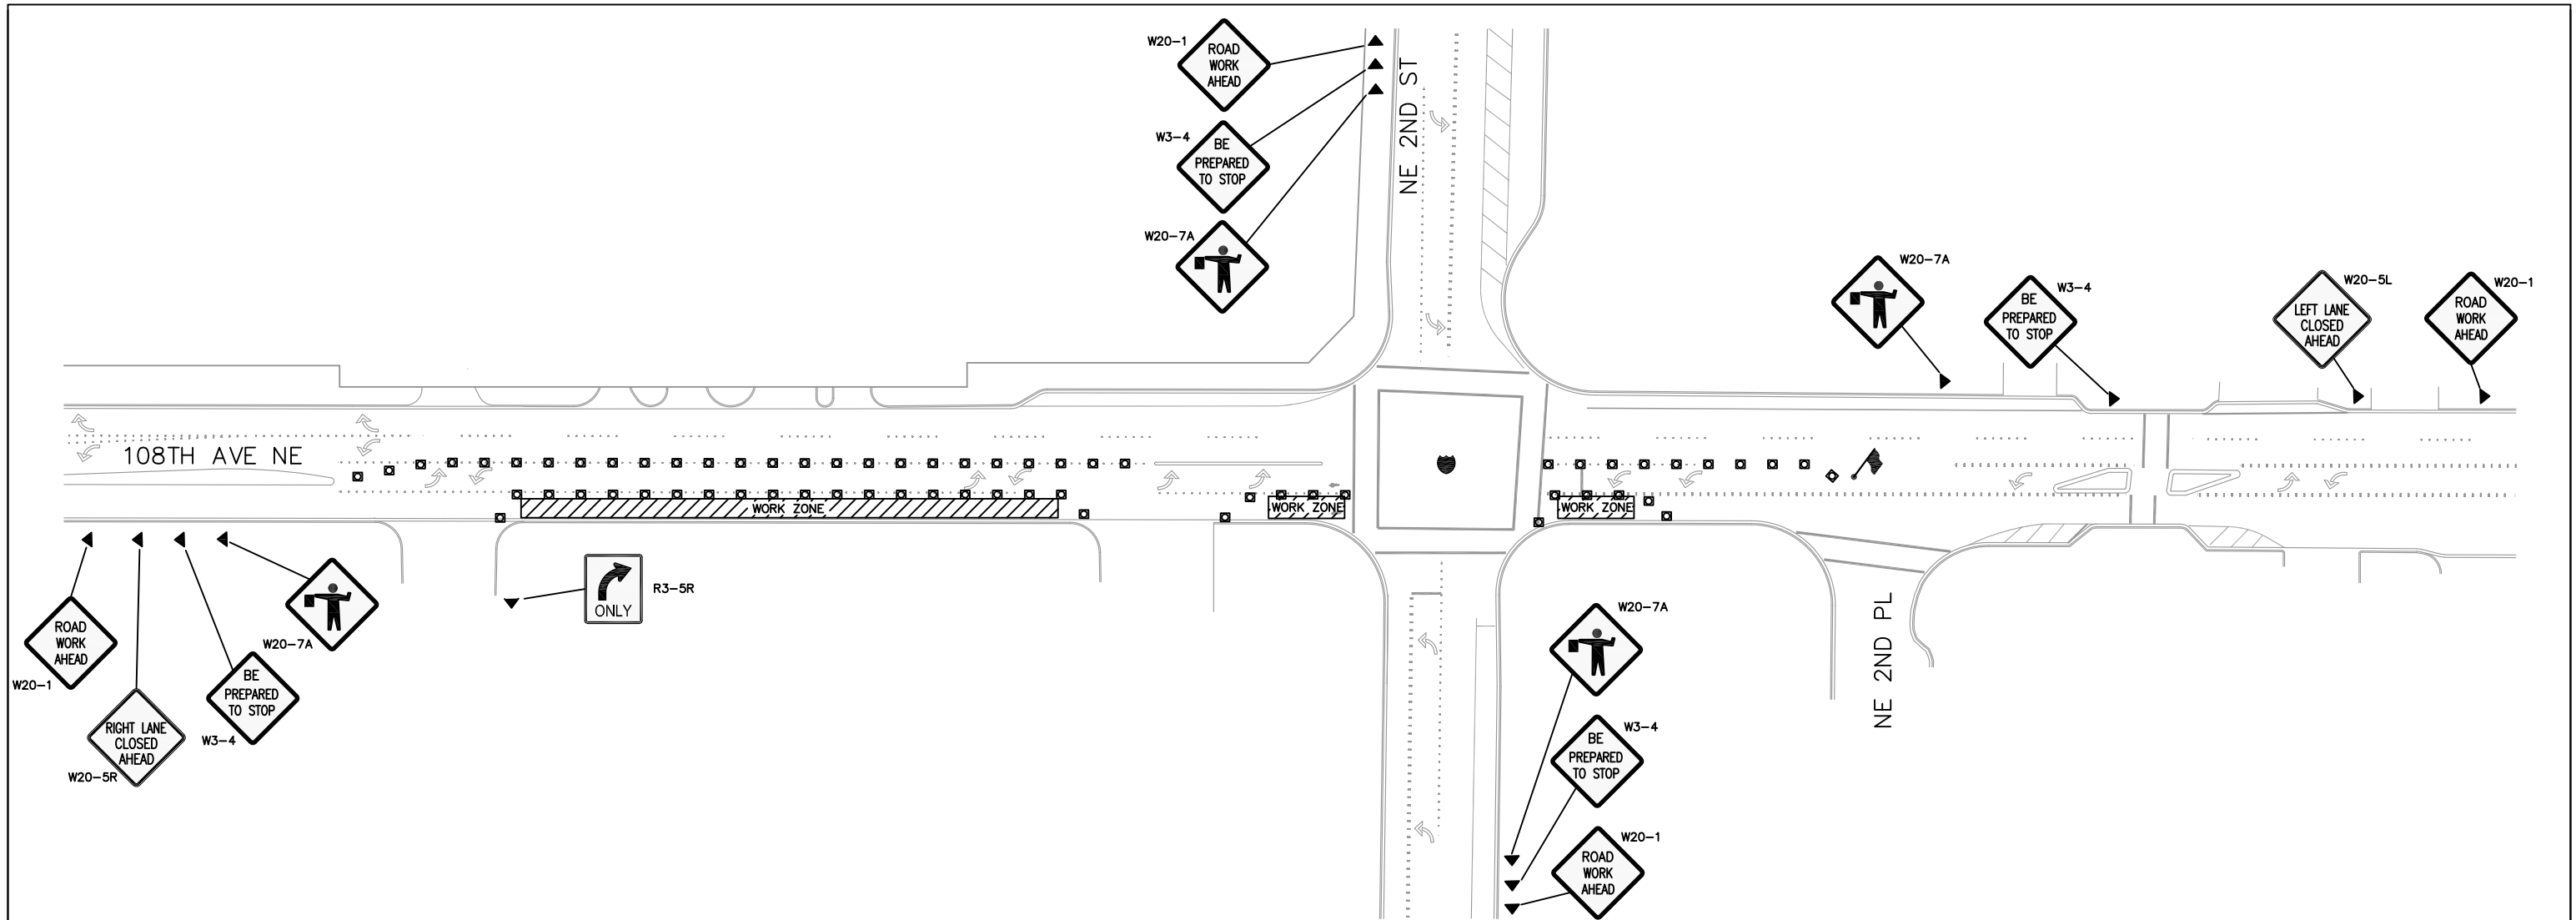 W20-1
ROAD
WORK
AHEAD
W3-4
BE
PREPARED
TO STOP
W20-7A
NE 2ND ST
W20-7A
W3-4
BE
PREPARED
TO STOP
W20-5L
LEFT LANE
CLOSED
AHEAD
W20-1
ROAD
WORK
AHEAD
108TH AVE NE
WORK ZONE
WORK ZONE
WORK ZONE
ROAD
WORK
AHEAD
W20-1
RIGHT LANE
CLOSED
AHEAD
W20-5R
BE
PREPARED
TO STOP
W3-4
W20-7A
ONLY
R3-5R
W20-7A
W3-4
BE
PREPARED
TO STOP
W20-1
ROAD
WORK
AHEAD
NE 2ND PL